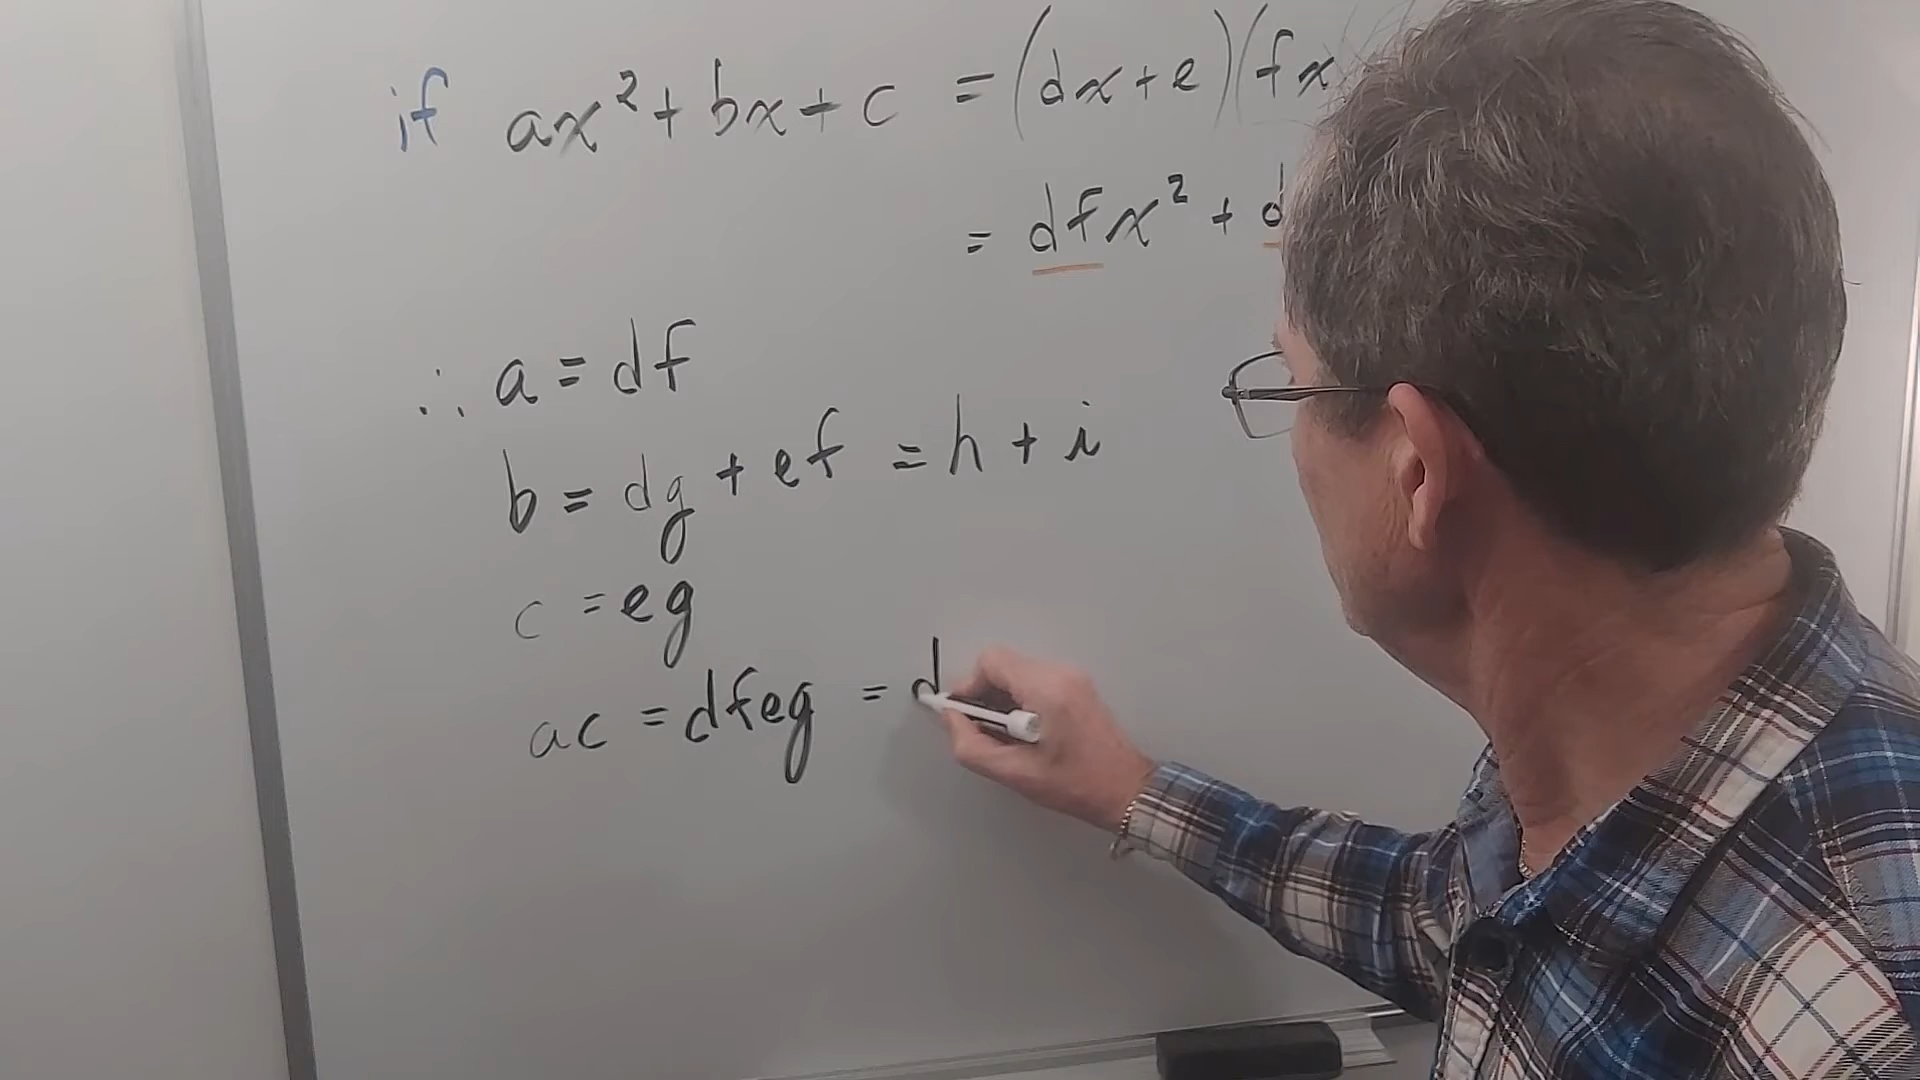 if ax² + bx + c = (dx + e)(fx
= dfx² + d
∴ a = df
b = dg + ef = h + i
c = eg
ac = dfeg = d